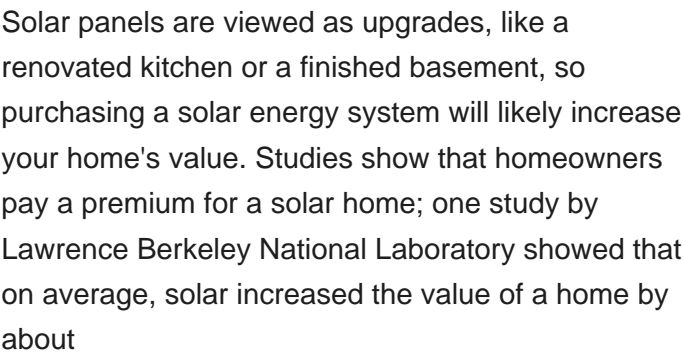 Solar panels are viewed as upgrades, like a
renovated kitchen or a finished basement, so
purchasing a solar energy system will likely increase
your home's value. Studies show that homeowners
pay a premium for a solar home; one study by
Lawrence Berkeley National Laboratory showed that
on average, solar increased the value of a home by
about